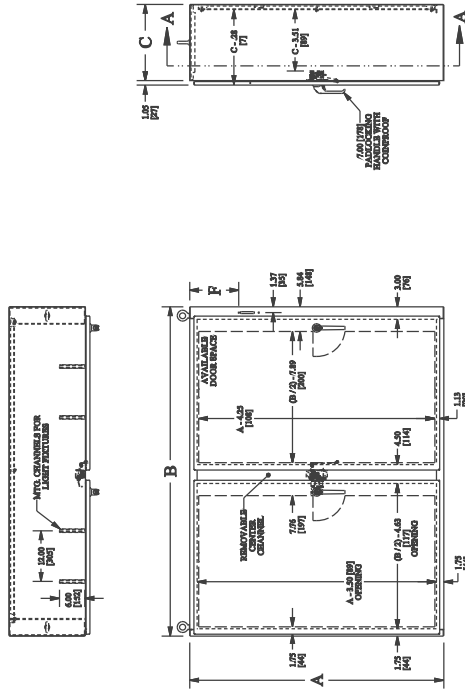 MTG. CHANNELS FOR
LIGHT FIXTURES
12.00
[305]
6.00
[152]
B
F
1.37
[35]
5.84
[148]
3.00
[76]
AVAILABLE
DOOR SPACE
(B / 2) - 7.89
[200]
A - 4.25
[108]
4.50
[114]
1.13
REMOVABLE
CENTER
CHANNEL
7.76
[197]
(B / 2) - 4.63
[117]
OPENING
A - 3.50 [89]
OPENING
1.75
1.75
[44]
1.75
[44]
A
C
A
A
1.05
[27]
C - .28
[7]
C - 3.51
[89]
7.00 [178]
PADLOCKING
HANDLE WITH
COINPROOF